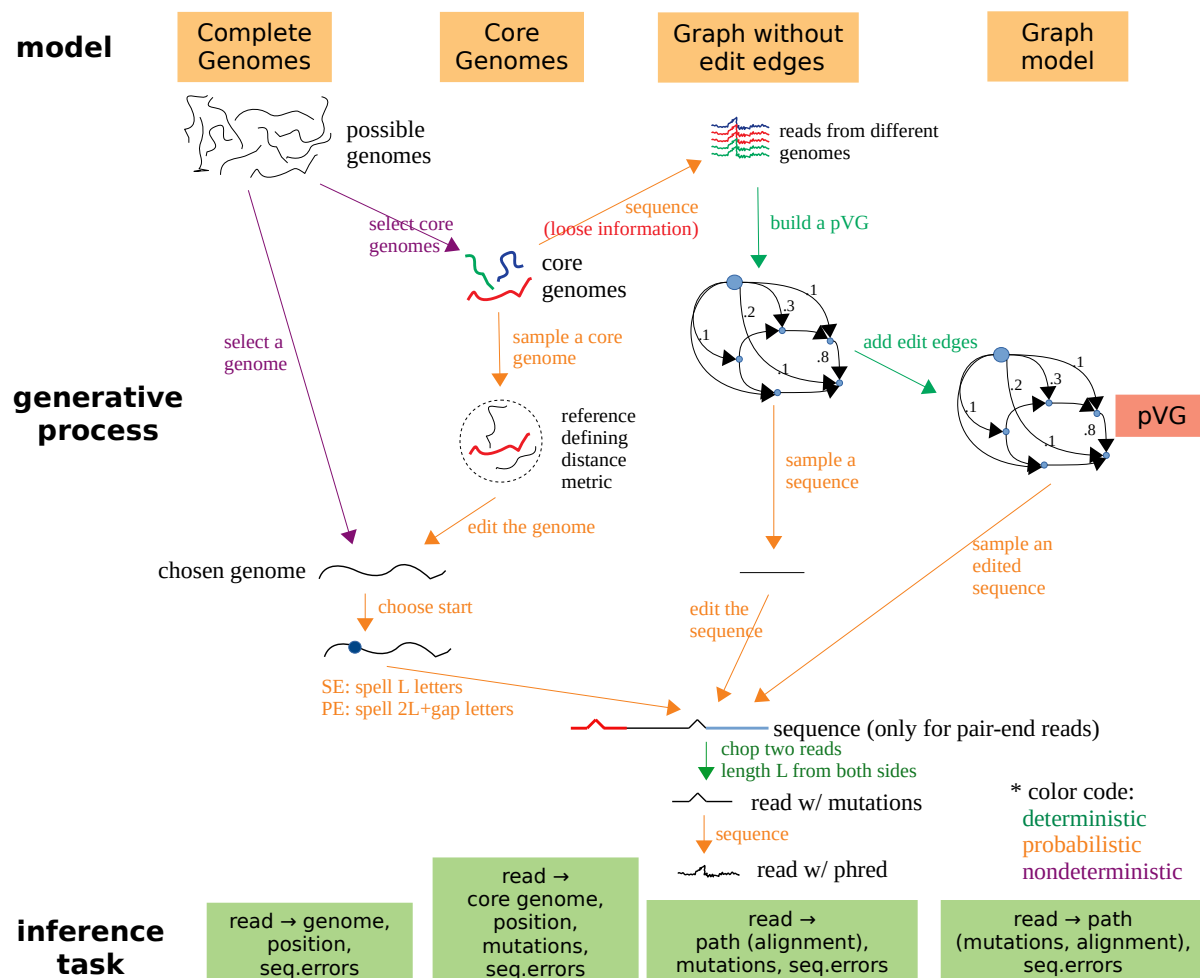 model
Complete
Genomes
Core
Genomes
Graph without
edit edges
Graph
model
possible
genomes
reads from different
genomes
select core
genomes
sequence
(loose information)
build a pVG
core
genomes
select a
genome
sample a core
genome
.1
.2
.3
.1
.8
.1
add edit edges
.1
.2
.3
.1
.8
.1
pVG
generative
process
reference
defining
distance
metric
sample a
sequence
edit the genome
sample an
edited
sequence
chosen genome
choose start
edit the
sequence
SE: spell L letters
PE: spell 2L+gap letters
sequence (only for pair-end reads)
chop two reads
length L from both sides
read w/ mutations
sequence
read w/ phred
* color code:
deterministic
probabilistic
nondeterministic
inference
task
read → genome,
position,
seq.errors
read →
core genome,
position,
mutations,
seq.errors
read →
path (alignment),
mutations, seq.errors
read → path
(mutations, alignment),
seq.errors